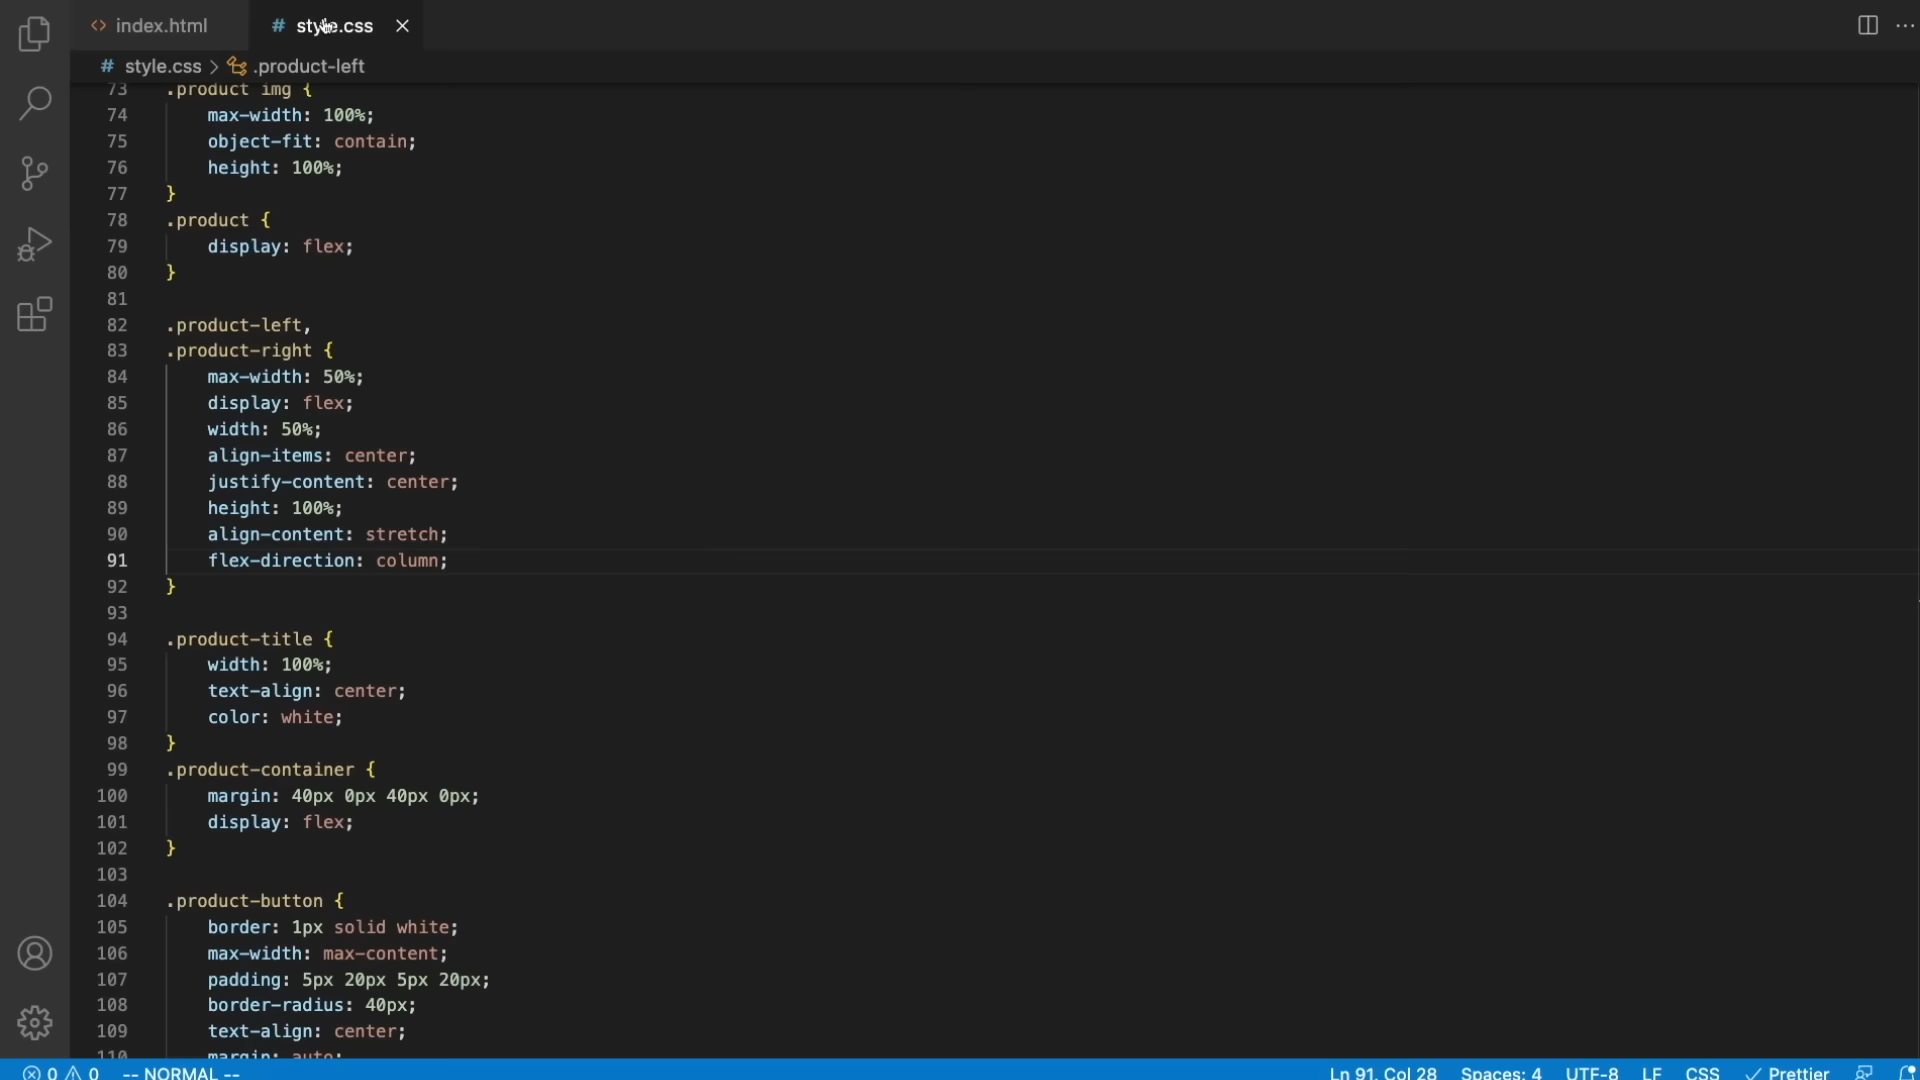 index.html
style.css
style.css > .product-left
73 .product img {
74 max-width: 100%;
75 object-fit: contain;
76 height: 100%;
77 }
78 .product {
79 display: flex;
80 }
81
82 .product-left,
83 .product-right {
84 max-width: 50%;
85 display: flex;
86 width: 50%;
87 align-items: center;
88 justify-content: center;
89 height: 100%;
90 align-content: stretch;
91 flex-direction: column;
92 }
93
94 .product-title {
95 width: 100%;
96 text-align: center;
97 color: white;
98 }
99 .product-container {
100 margin: 40px 0px 40px 0px;
101 display: flex;
102 }
103
104 .product-button {
105 border: 1px solid white;
106 max-width: max-content;
107 padding: 5px 20px 5px 20px;
108 border-radius: 40px;
109 text-align: center;
110 margin: auto;
0 0 -- NORMAL -- Ln 91, Col 28 Spaces: 4 UTF-8 LF CSS Prettier